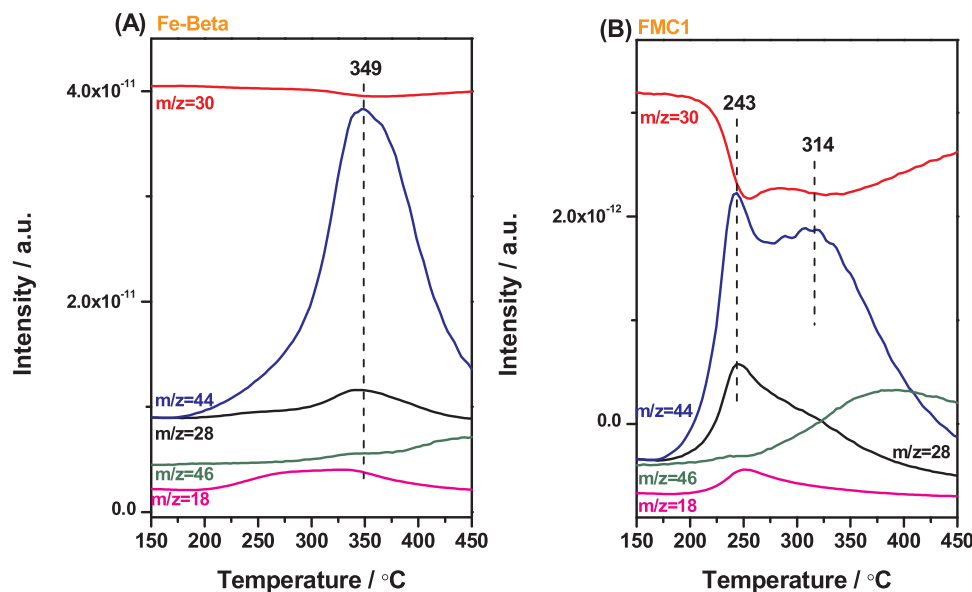 (A) Fe-Beta
349
4.0x10-11
m/z=30
2.0x10-11
m/z=44
m/z=28
m/z=46
m/z=18
0.0
150 200 250 300 350 400 450
Temperature / °C
Intensity / a.u.
(B) FMC1
243
314
m/z=30
2.0x10-12
0.0
m/z=44
m/z=28
m/z=46
m/z=18
150 200 250 300 350 400 450
Temperature / °C
Intensity / a.u.